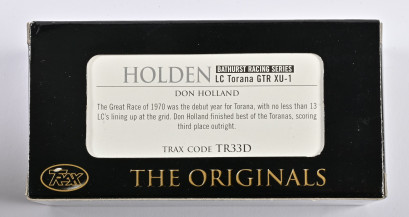 HOLDEN BATHURST RACING SERIES
LC Torana GTR XU-1
DON HOLLAND
The Great Race of 1970 was the debut year for Torana, with no less than 13
LC's lining up at the grid. Don Holland finished best of the Toranas, scoring
third place outright.
TRAX CODE TR33D
Trax THE ORIGINALS